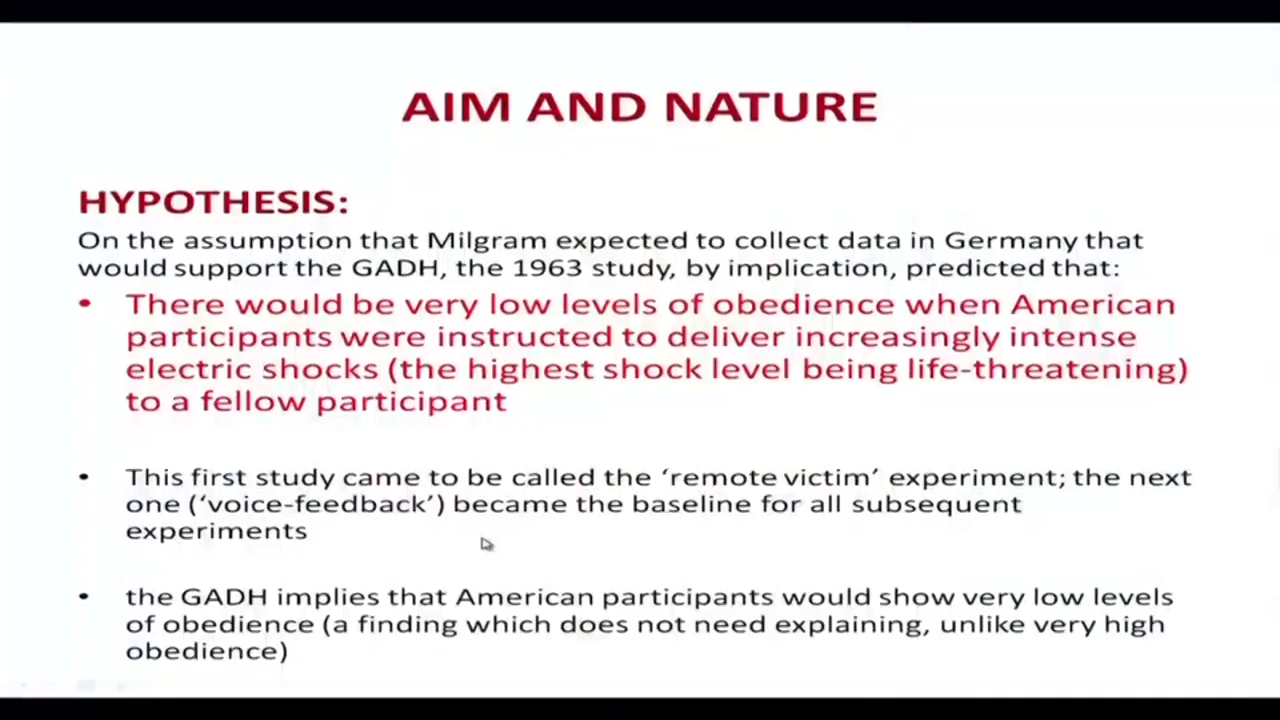 AIM AND NATURE
HYPOTHESIS:
On the assumption that Milgram expected to collect data in Germany that
would support the GADH, the 1963 study, by implication, predicted that:
• There would be very low levels of obedience when American
participants were instructed to deliver increasingly intense
electric shocks (the highest shock level being life-threatening)
to a fellow participant
• This first study came to be called the ‘remote victim’ experiment; the next
one (‘voice-feedback’) became the baseline for all subsequent
experiments
• the GADH implies that American participants would show very low levels
of obedience (a finding which does not need explaining, unlike very high
obedience)